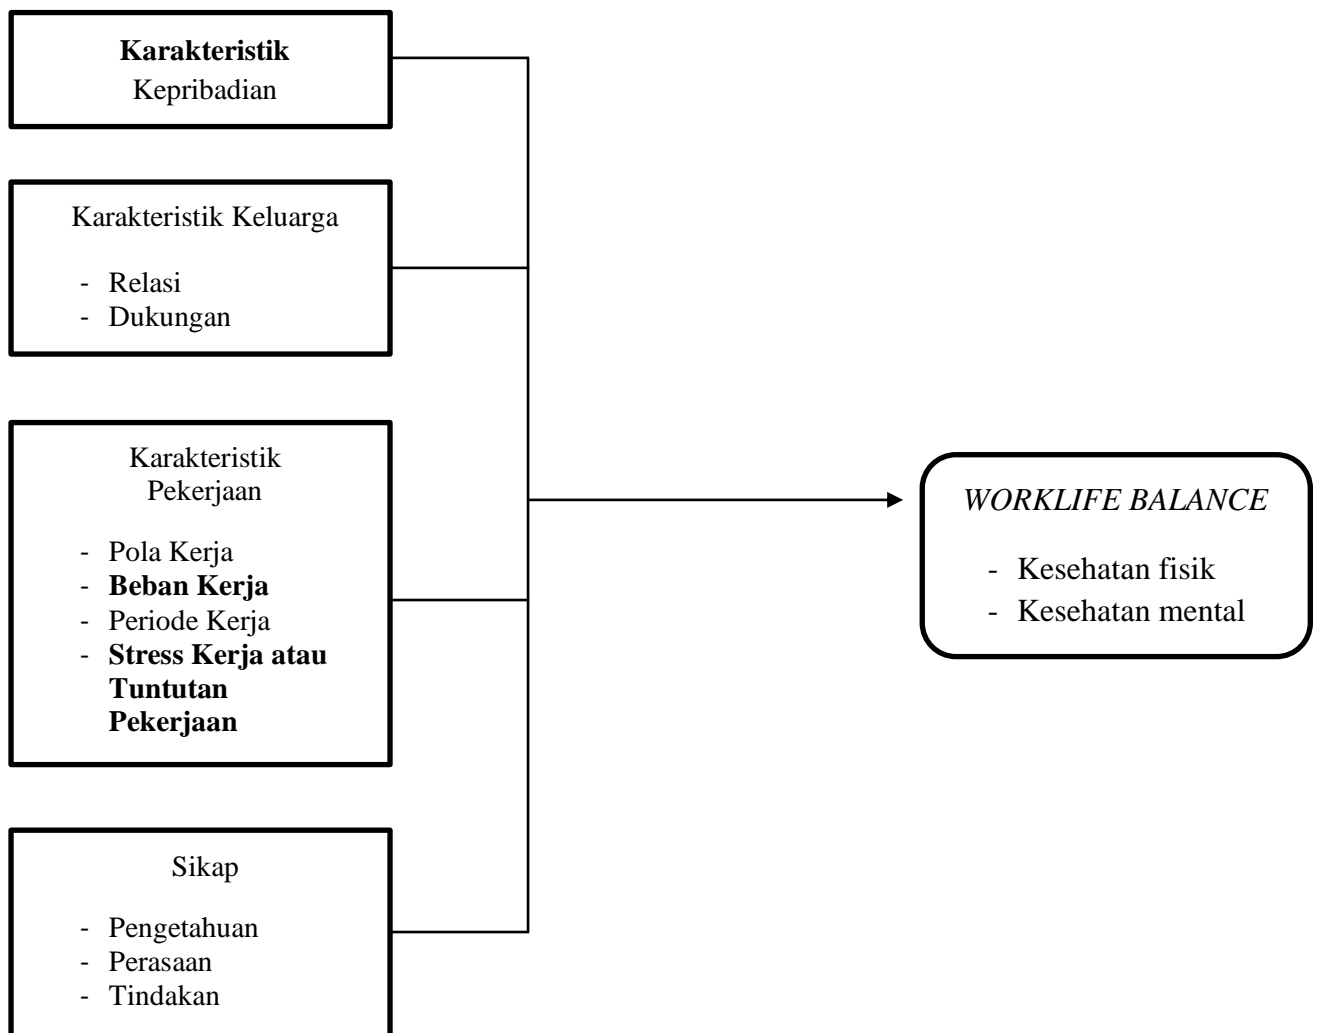 Karakteristik
Kepribadian
Karakteristik Keluarga
- Relasi
- Dukungan
Karakteristik
Pekerjaan
- Pola Kerja
- Beban Kerja
- Periode Kerja
- Stress Kerja atau
Tuntutan
Pekerjaan
Sikap
- Pengetahuan
- Perasaan
- Tindakan
WORKLIFE BALANCE
- Kesehatan fisik
- Kesehatan mental